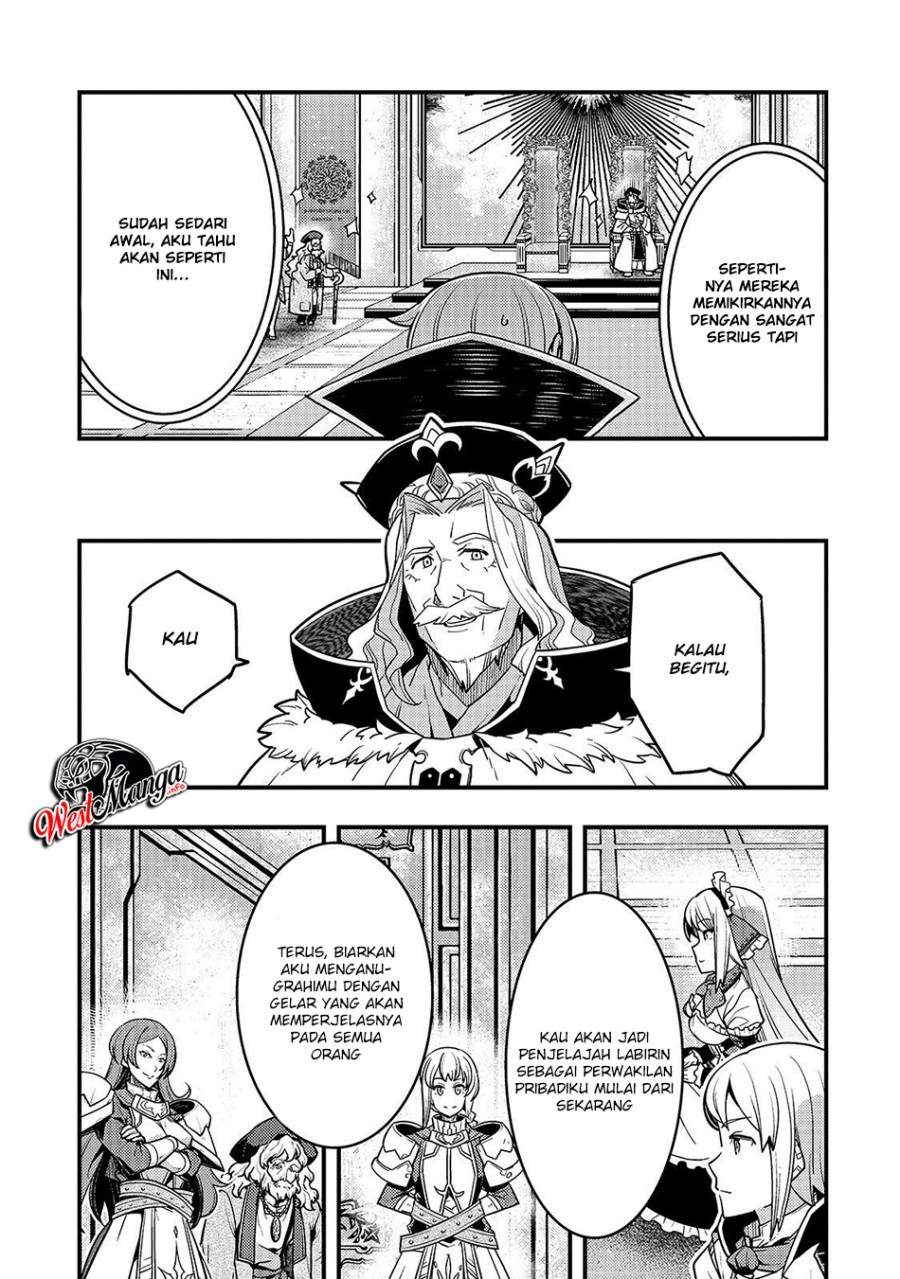 SEPERTI-
NYA MEREKA
MEMIKIRKANNYA
DENGAN SANGAT
SERIUS TAPI
SUDAH SEDARI
AWAL, AKU TAHU
AKAN SEPERTI
INI...
KALAU
BEGITU,
KAU
WestManga
.info
KAU AKAN JADI
PENJELAJAH LABIRIN
SEBAGAI PERWAKILAN
PRIBADIKU MULAI DARI
SEKARANG
TERUS, BIARKAN
AKU MENGANU-
GRAHIMU DENGAN
GELAR YANG AKAN
MEMPERJELASNYA
PADA SEMUA
ORANG